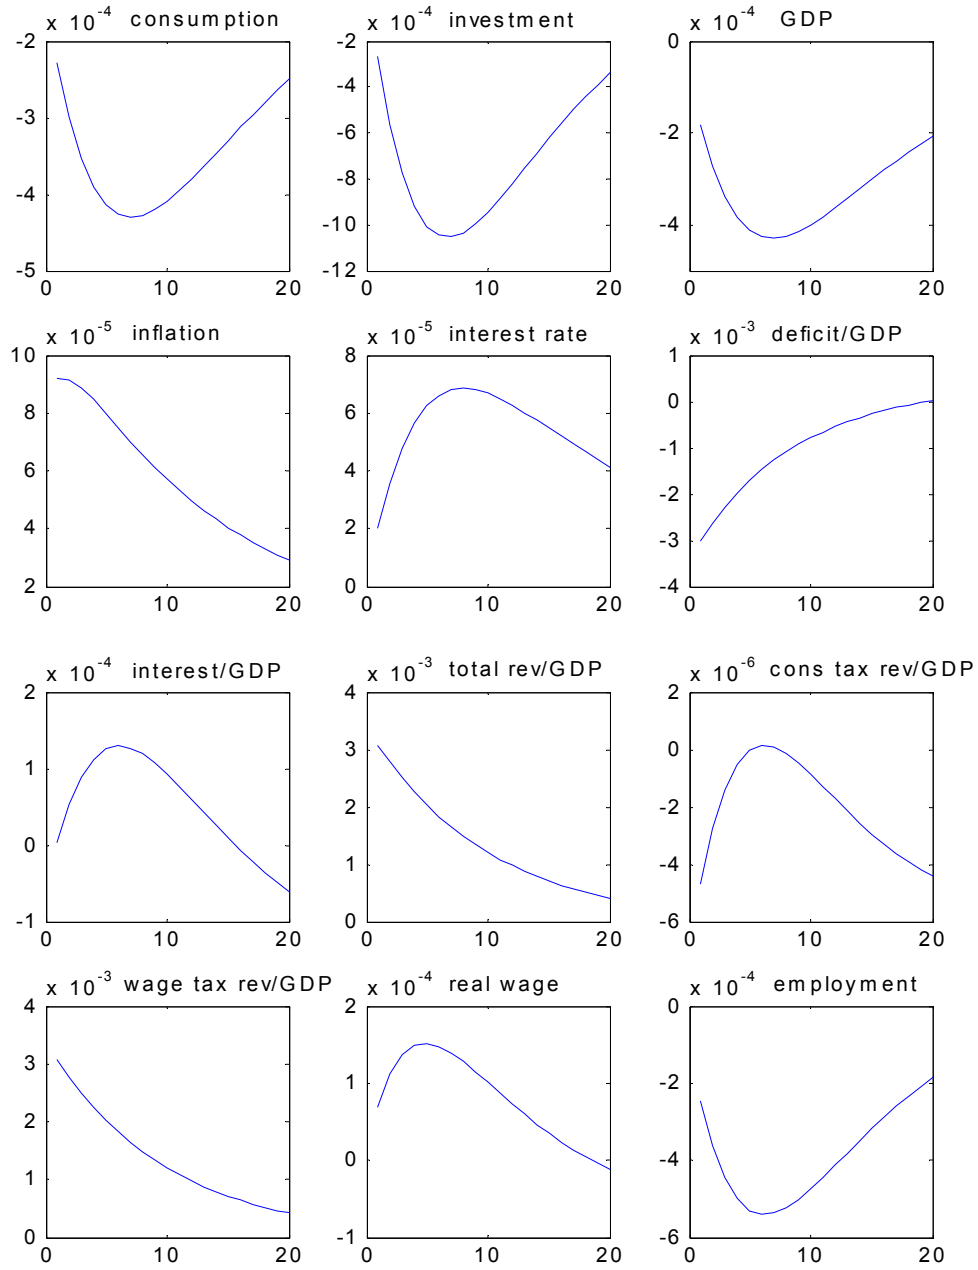 x 10-4 consumption
x 10-4 investment
x 10-4 GDP
-2
-3
-4
-5
0 10 20
-2
-4
-6
-8
-10
-12
0 10 20
0
-2
-4
0 10 20
x 10-5 inflation
x 10-5 interest rate
x 10-3 deficit/GDP
10
8
6
4
2
0 10 20
8
6
4
2
0
0 10 20
1
0
-1
-2
-3
-4
0 10 20
x 10-4 interest/GDP
x 10-3 total rev/GDP
x 10-6 cons tax rev/GDP
2
1
0
-1
0 10 20
4
3
2
1
0
0 10 20
2
0
-2
-4
-6
0 10 20
x 10-3 wage tax rev/GDP
x 10-4 real wage
x 10-4 employment
4
3
2
1
0
0 10 20
2
1
0
-1
0 10 20
0
-2
-4
-6
0 10 20